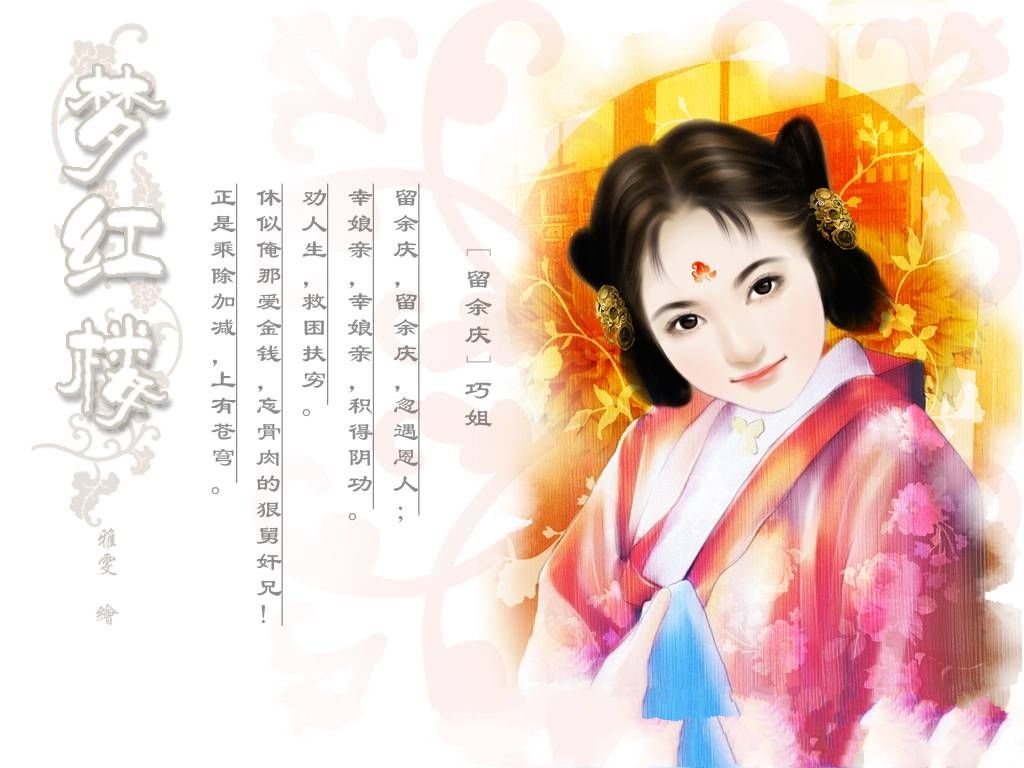 [留余庆]巧姐
留余庆,留余庆,忽遇恩人;
幸娘亲,幸娘亲,积得阴功。
劝人生,救困扶穷。
休似俺那爱金钱,忘骨肉的狠舅奸兄!
正是乘除加减,上有苍穹。
梦红楼
雅雯 繪